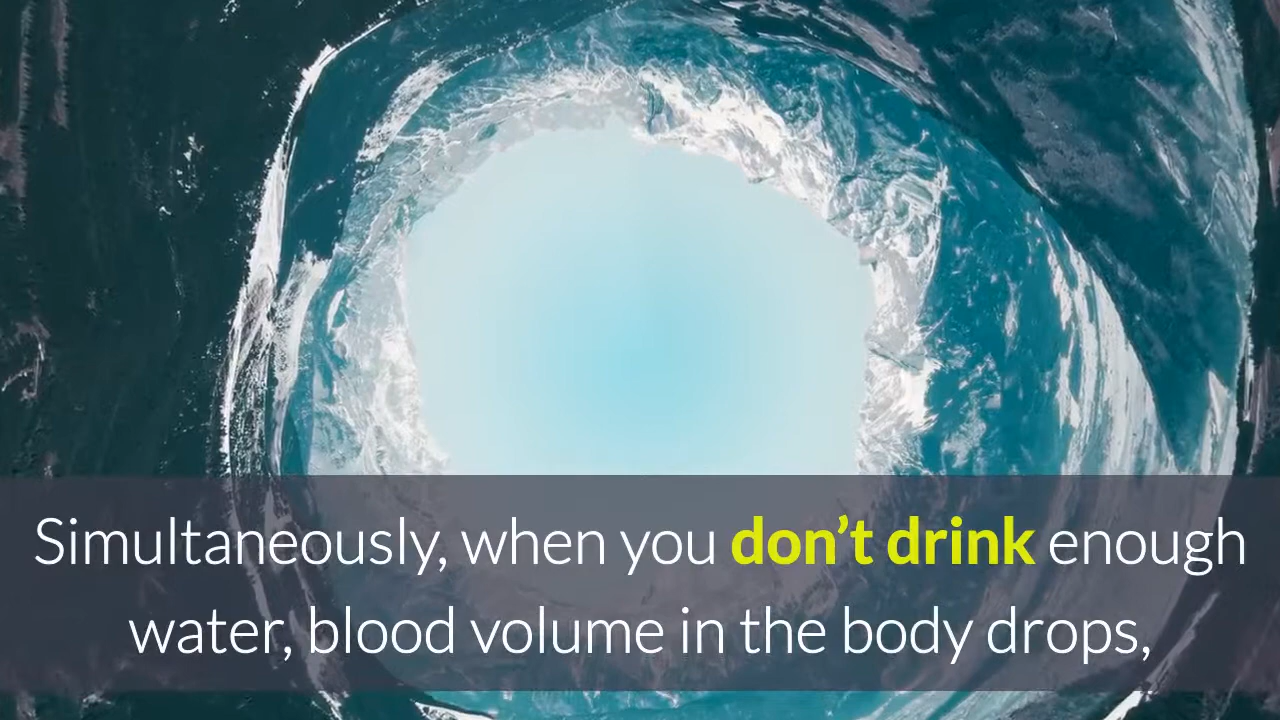 Simultaneously, when you don’t drink enough
water, blood volume in the body drops,